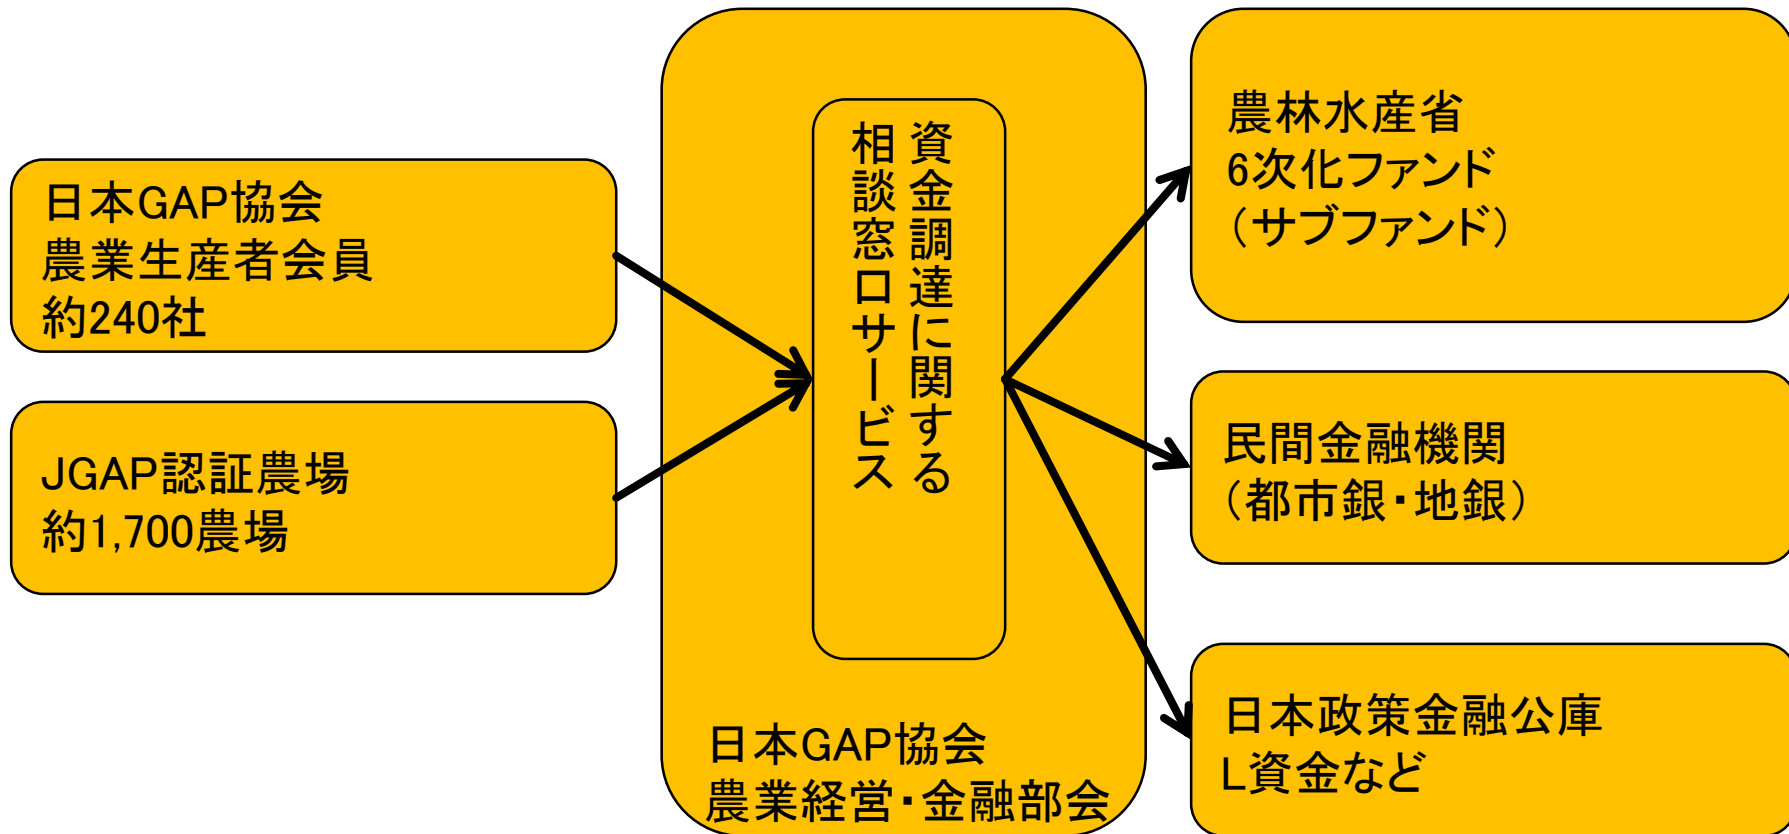 日本GAP協会
農業生産者会員
約240社
JGAP認証農場
約1,700農場
資金調達に関する
相談窓口サービス
日本GAP協会
農業経営・金融部会
農林水産省
6次化ファンド
（サブファンド）
民間金融機関
（都市銀・地銀）
日本政策金融公庫
L資金など